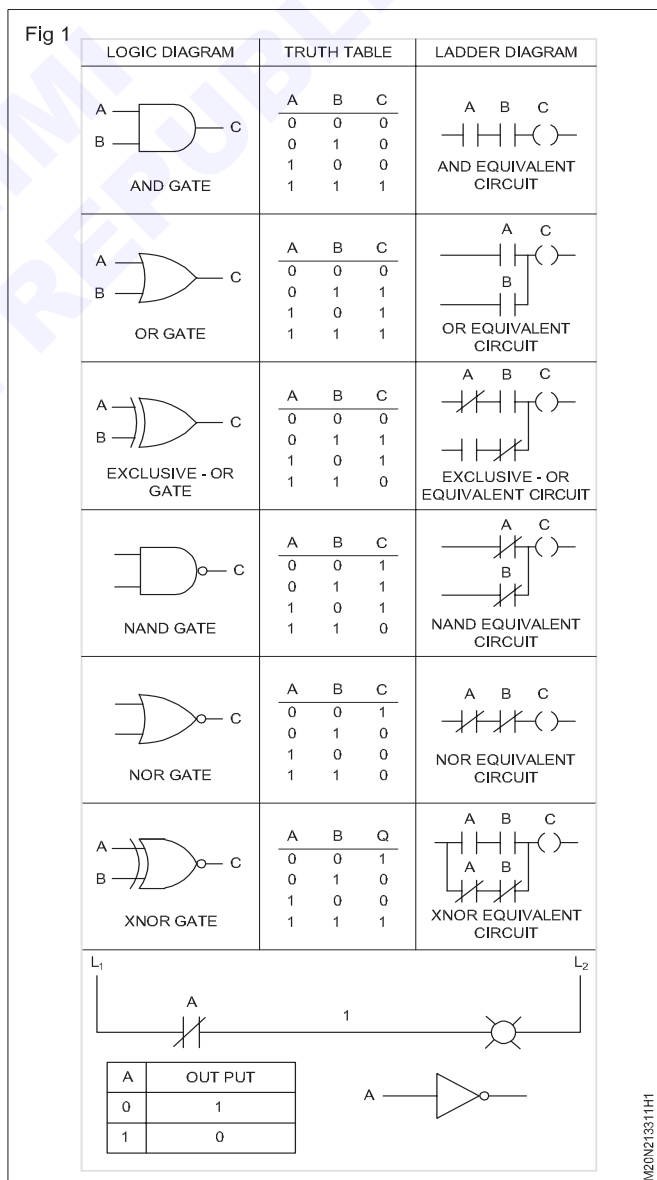 Fig 1
LOGIC DIAGRAM TRUTH TABLE LADDER DIAGRAM
A
B
C
AND GATE
A B C
0 0 0
0 1 0
1 0 0
1 1 1
A B C
AND EQUIVALENT
CIRCUIT
A
B
C
OR GATE
A B C
0 0 0
0 1 1
1 0 1
1 1 1
A C
B
OR EQUIVALENT
CIRCUIT
A
B
C
EXCLUSIVE - OR
GATE
A B C
0 0 0
0 1 1
1 0 1
1 1 0
A B C
EXCLUSIVE - OR
EQUIVALENT CIRCUIT
C
NAND GATE
A B C
0 0 1
0 1 1
1 0 1
1 1 0
A C
B
NAND EQUIVALENT
CIRCUIT
C
NOR GATE
A B C
0 0 1
0 1 0
1 0 0
1 1 0
A B C
NOR EQUIVALENT
CIRCUIT
A
B
C
XNOR GATE
A B Q
0 0 1
0 1 0
1 0 0
1 1 1
A B C
A B
XNOR EQUIVALENT
CIRCUIT
L1 L2
A
1
A OUT PUT
0 1
1 0
A
M20N213311H1
REPUBL